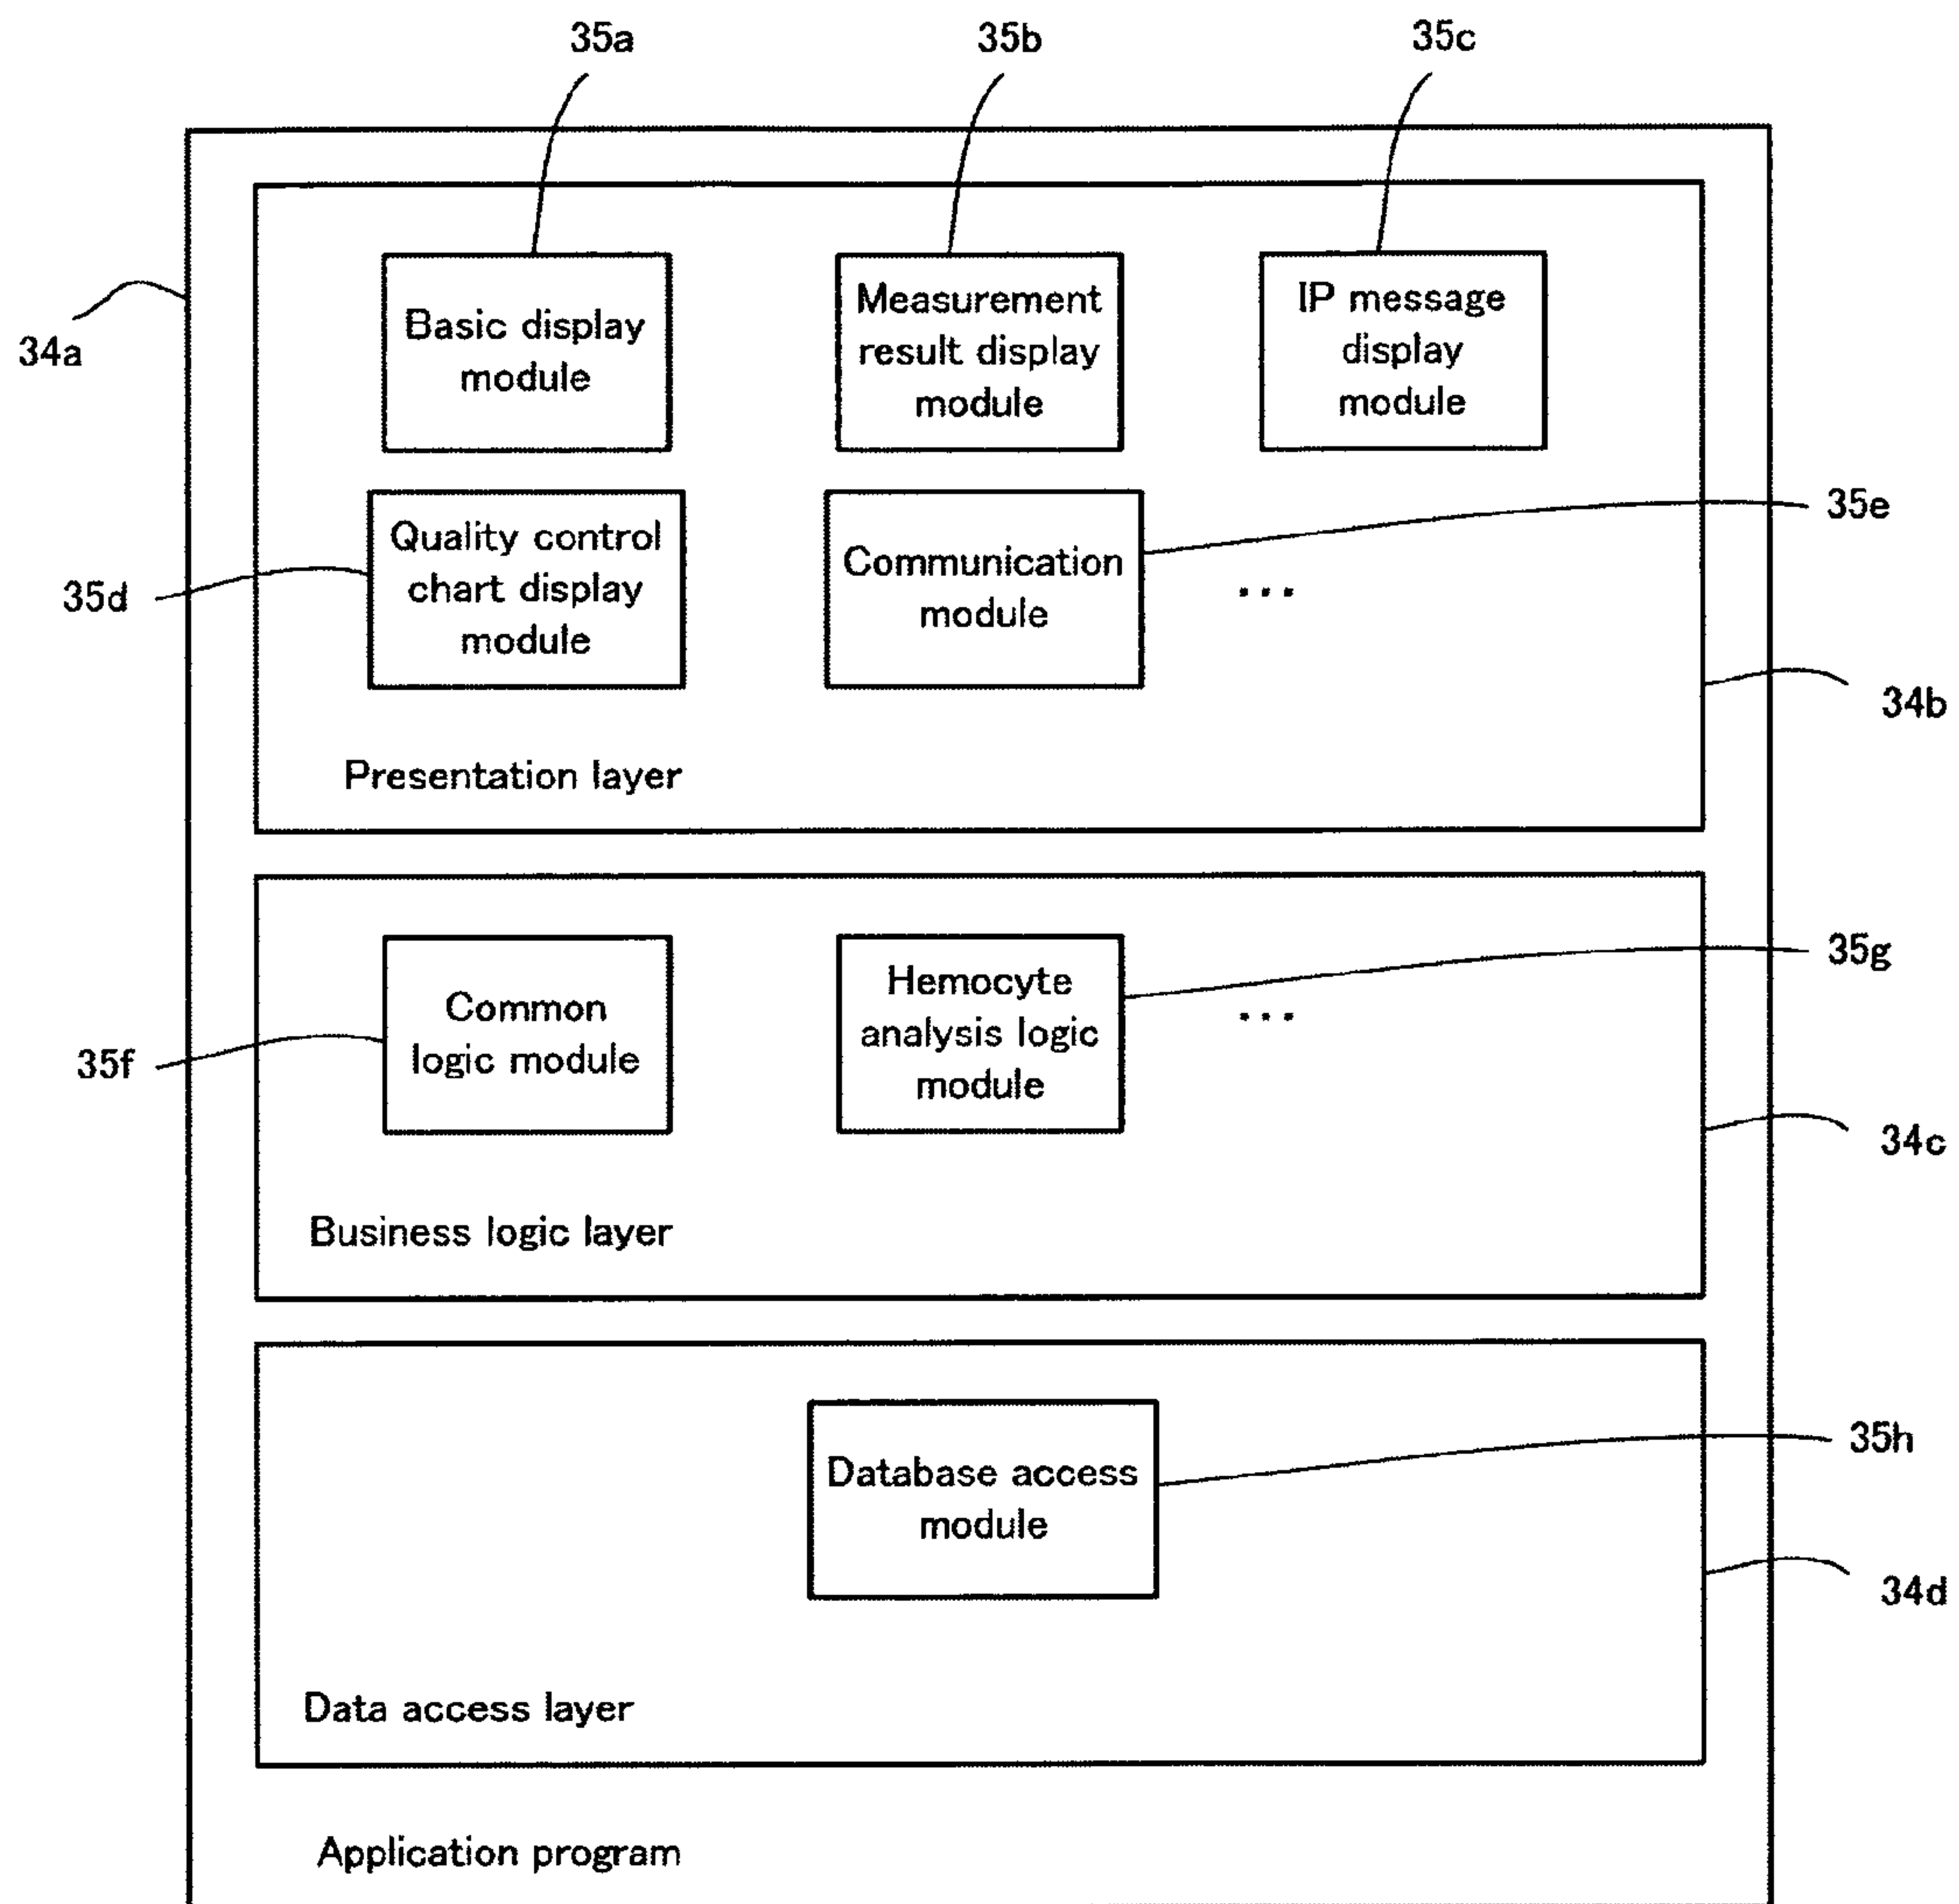 35a
35b
35c
34a
Basic display
module
Measurement
result display
module
IP message
display
module
35d
Quality control
chart display
module
Communication
module
...
35e
34b
Presentation layer
35f
Common
logic module
Hemocyte
analysis logic
module
...
35g
34c
Business logic layer
Database access
module
35h
34d
Data access layer
Application program